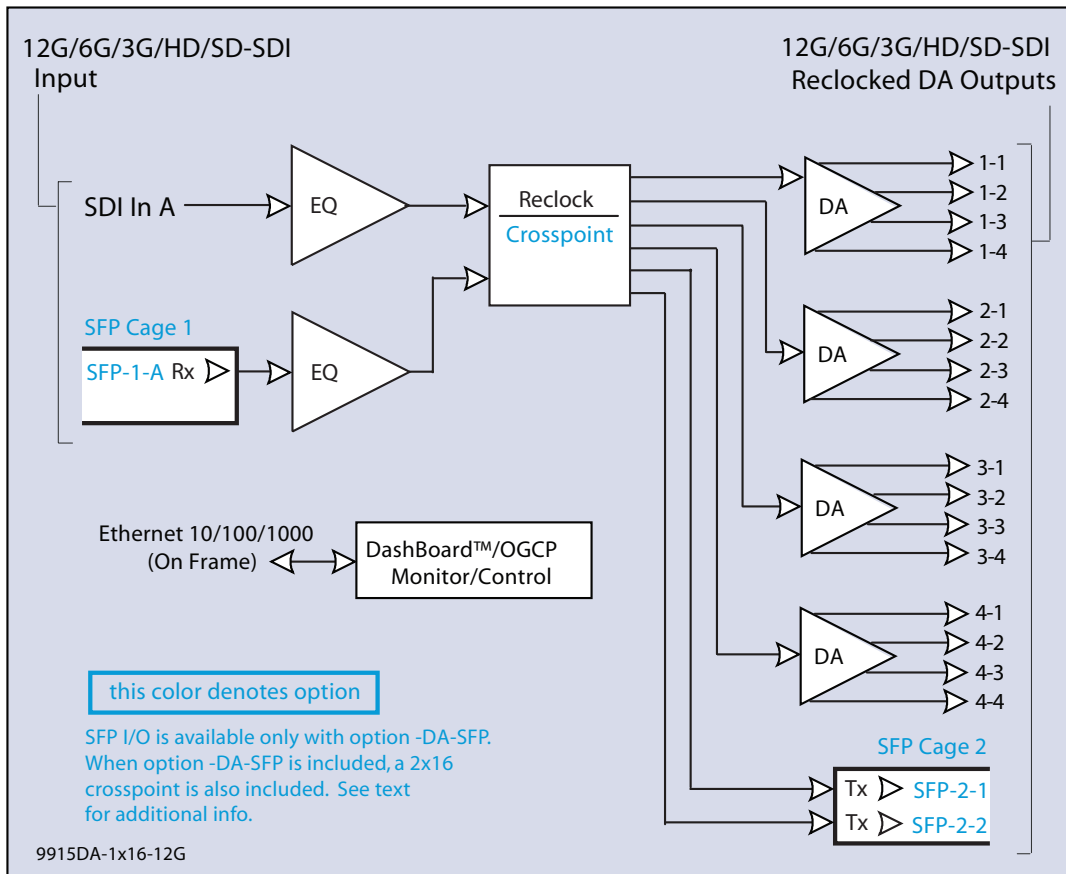 12G/6G/3G/HD/SD-SDI
Input
12G/6G/3G/HD/SD-SDI
Reclocked DA Outputs
SDI In A
EQ
Reclock
Crosspoint
DA
1-1
1-2
1-3
1-4
SFP Cage 1
SFP-1-A Rx
EQ
DA
2-1
2-2
2-3
2-4
DA
3-1
3-2
3-3
3-4
Ethernet 10/100/1000
(On Frame)
DashBoard™/OGCP
Monitor/Control
DA
4-1
4-2
4-3
4-4
this color denotes option
SFP I/O is available only with option -DA-SFP.
When option -DA-SFP is included, a 2x16
crosspoint is also included. See text
for additional info.
SFP Cage 2
Tx SFP-2-1
Tx SFP-2-2
9915DA-1x16-12G